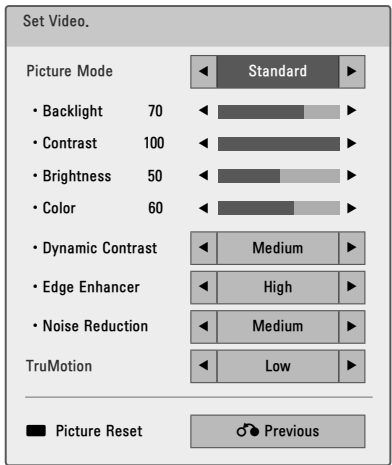 Set Video.
Picture Mode ◄ Standard ►
• Backlight 70 ◄ ►
• Contrast 100 ◄ ►
• Brightness 50 ◄ ►
• Color 60 ◄ ►
• Dynamic Contrast ◄ Medium ►
• Edge Enhancer ◄ High ►
• Noise Reduction ◄ Medium ►
TruMotion ◄ Low ►
Picture Reset Previous